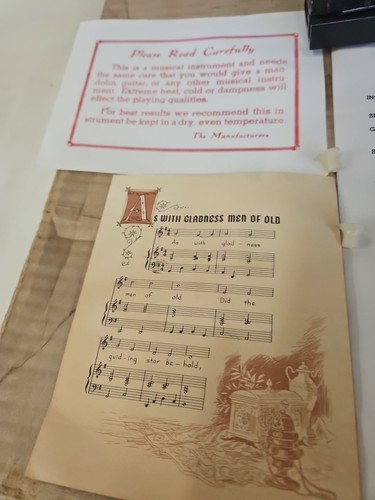 Please Read Carefully
This is a musical instrument and needs
the same care that you would give a man-
dolin, guitar, or any other musical instru-
ment. Extreme heat, cold or dampness will
effect the playing qualities.
For best results we recommend this in-
strument be kept in a dry, even temperature.
The Manufacturers
AS WITH GLADNESS MEN OF OLD
As with glad - ness
men of old Did the
guid - ing star be - hold,